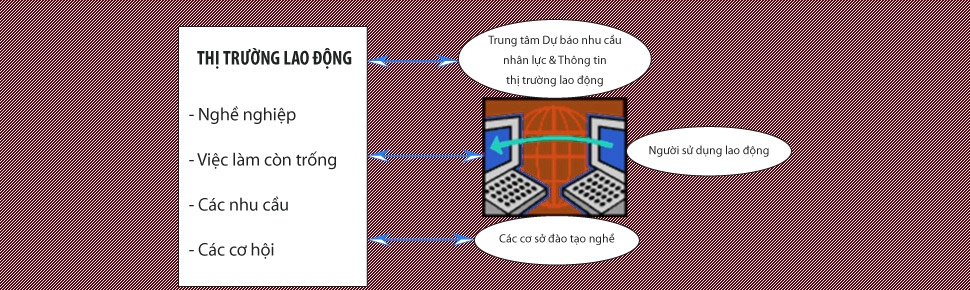 THỊ TRƯỜNG LAO ĐỘNG
- Nghề nghiệp
- Việc làm còn trống
- Các nhu cầu
- Các cơ hội
Trung tâm Dự báo nhu cầu
nhân lực & Thông tin
thị trường lao động
Người sử dụng lao động
Các cơ sở đào tạo nghề